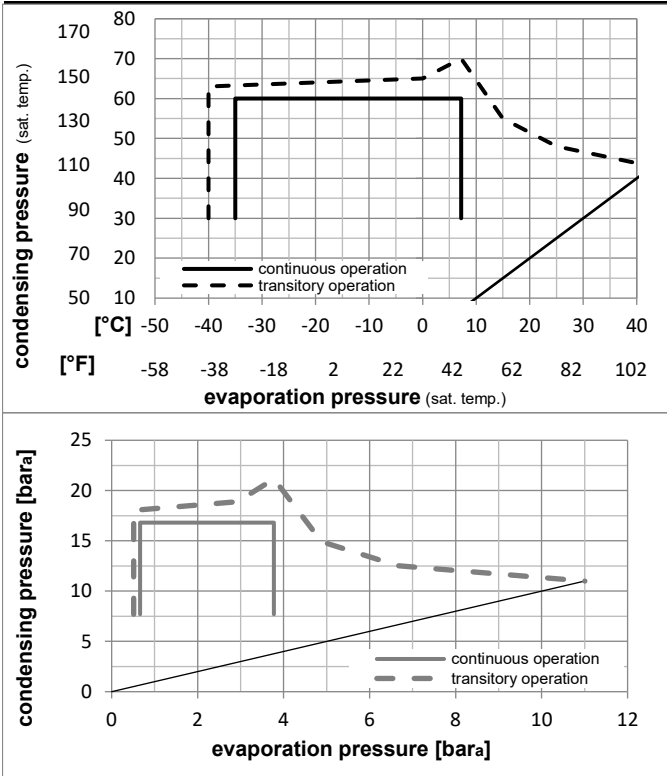 condensing pressure (sat. temp.)
170 80
150 70
60
130 50
110 40
90 30
70 20
50 10
continuous operation
transitory operation
[°C] -50 -40 -30 -20 -10 0 10 20 30 40
[°F] -58 -38 -18 2 22 42 62 82 102
evaporation pressure (sat. temp.)
condensing pressure [bara]
25
20
15
10
5
0
continuous operation
transitory operation
0 2 4 6 8 10 12
evaporation pressure [bara]